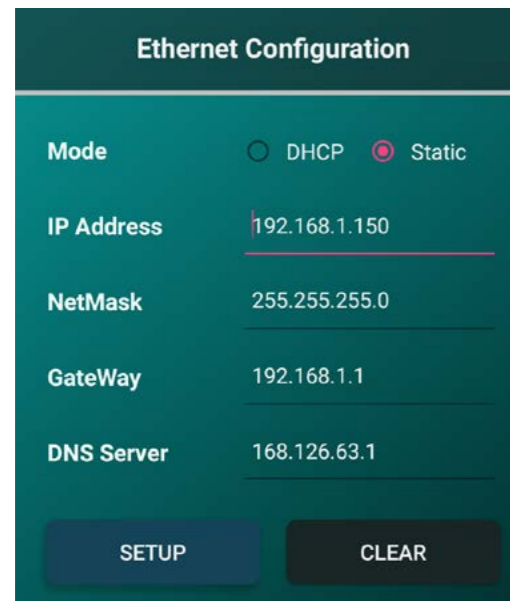 Ethernet Configuration
Mode DHCP Static
IP Address 192.168.1.150
NetMask 255.255.255.0
GateWay 192.168.1.1
DNS Server 168.126.63.1
SETUP CLEAR